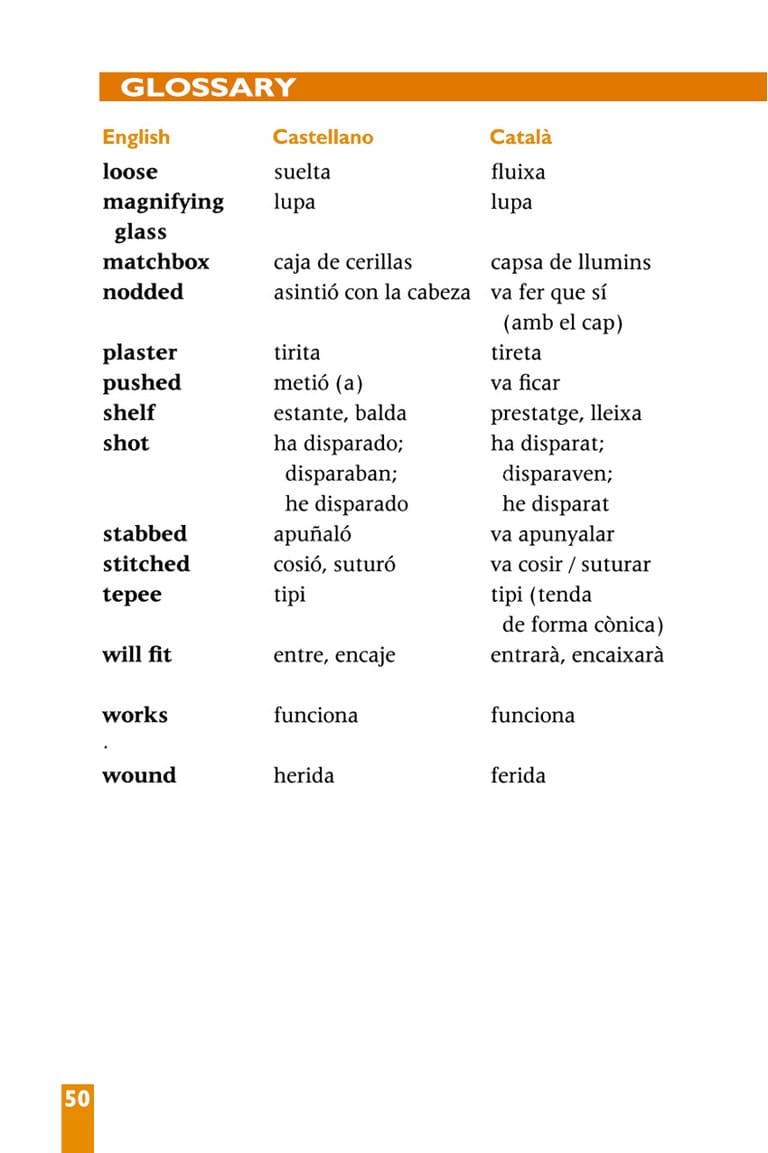 GLOSSARY
English Castellano Català
loose suelta fluixa
magnifying lupa lupa
glass
matchbox caja de cerillas capsa de llumins
nodded asintió con la cabeza va fer que sí
(amb el cap)
plaster tirita tireta
pushed metió (a) va ficar
shelf estante, balda prestatge, lleixa
shot ha disparado; ha disparat;
disparaban; disparaven;
he disparado he disparat
stabbed apuñaló va apunyalar
stitched cosió, suturó va cosir / suturar
tepee tipi tipi (tenda
de forma cònica)
will fit entre, encaje entrarà, encaixarà
works funciona funciona
.
wound herida ferida
50